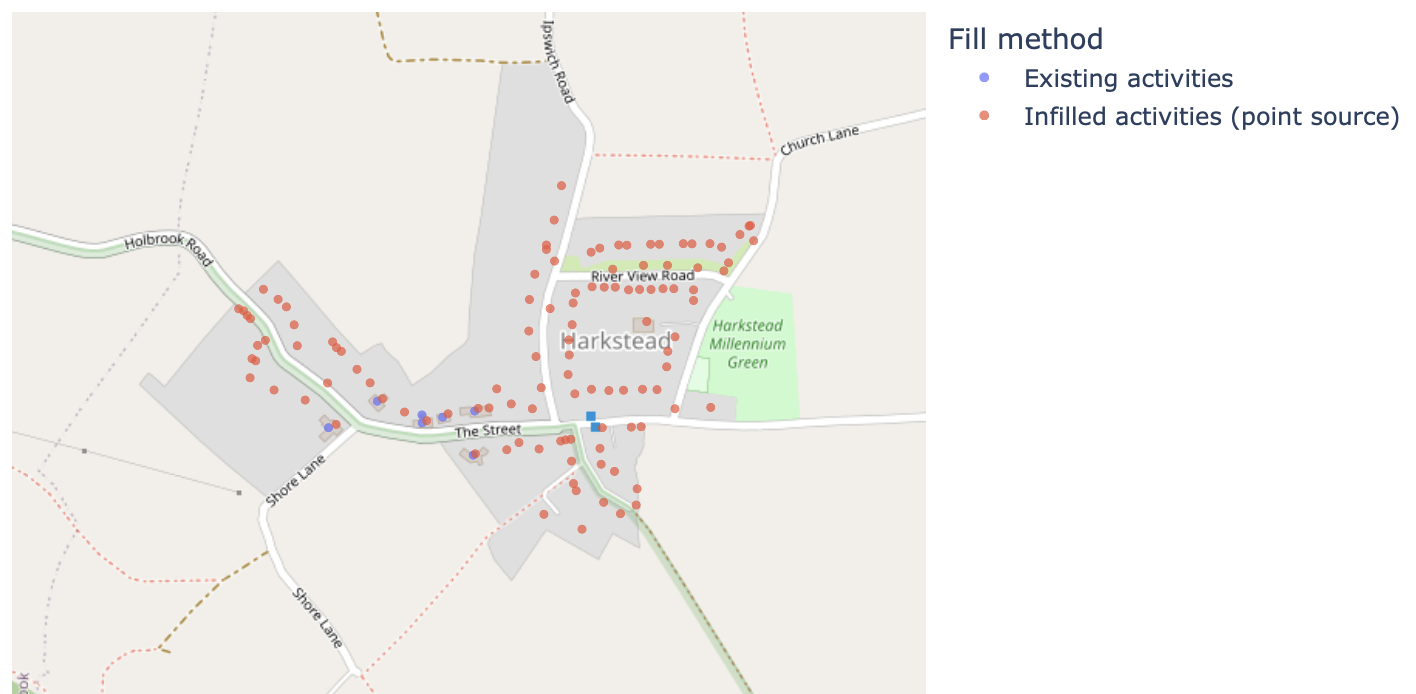 Fill method
Existing activities
Infilled activities (point source)
Ipswich Road
Church Lane
Holbrook Road
River View Road
Harkstead
Harkstead
Millennium
Green
The Street
Shore Lane
Shore Lane
ook